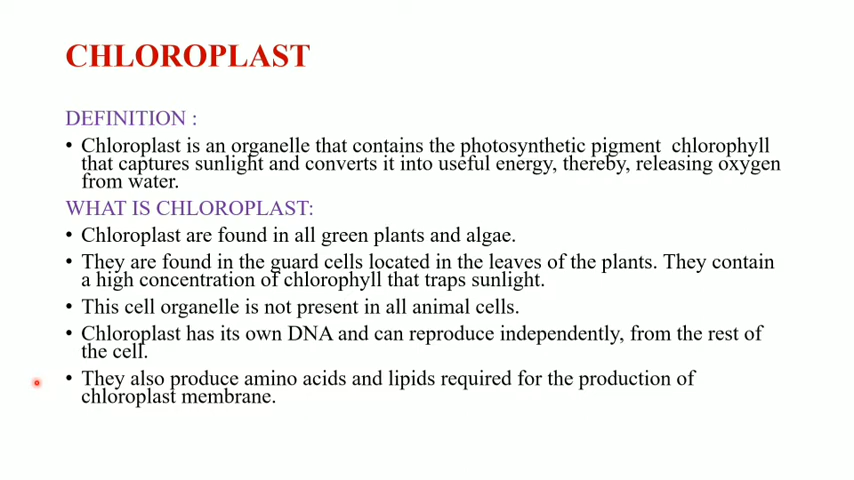 CHLOROPLAST
DEFINITION :
• Chloroplast is an organelle that contains the photosynthetic pigment  chlorophyll
that captures sunlight and converts it into useful energy, thereby, releasing oxygen
from water.
WHAT IS CHLOROPLAST:
• Chloroplast are found in all green plants and algae.
• They are found in the guard cells located in the leaves of the plants. They contain
a high concentration of chlorophyll that traps sunlight.
• This cell organelle is not present in all animal cells.
• Chloroplast has its own DNA and can reproduce independently, from the rest of
the cell.
• They also produce amino acids and lipids required for the production of
chloroplast membrane.